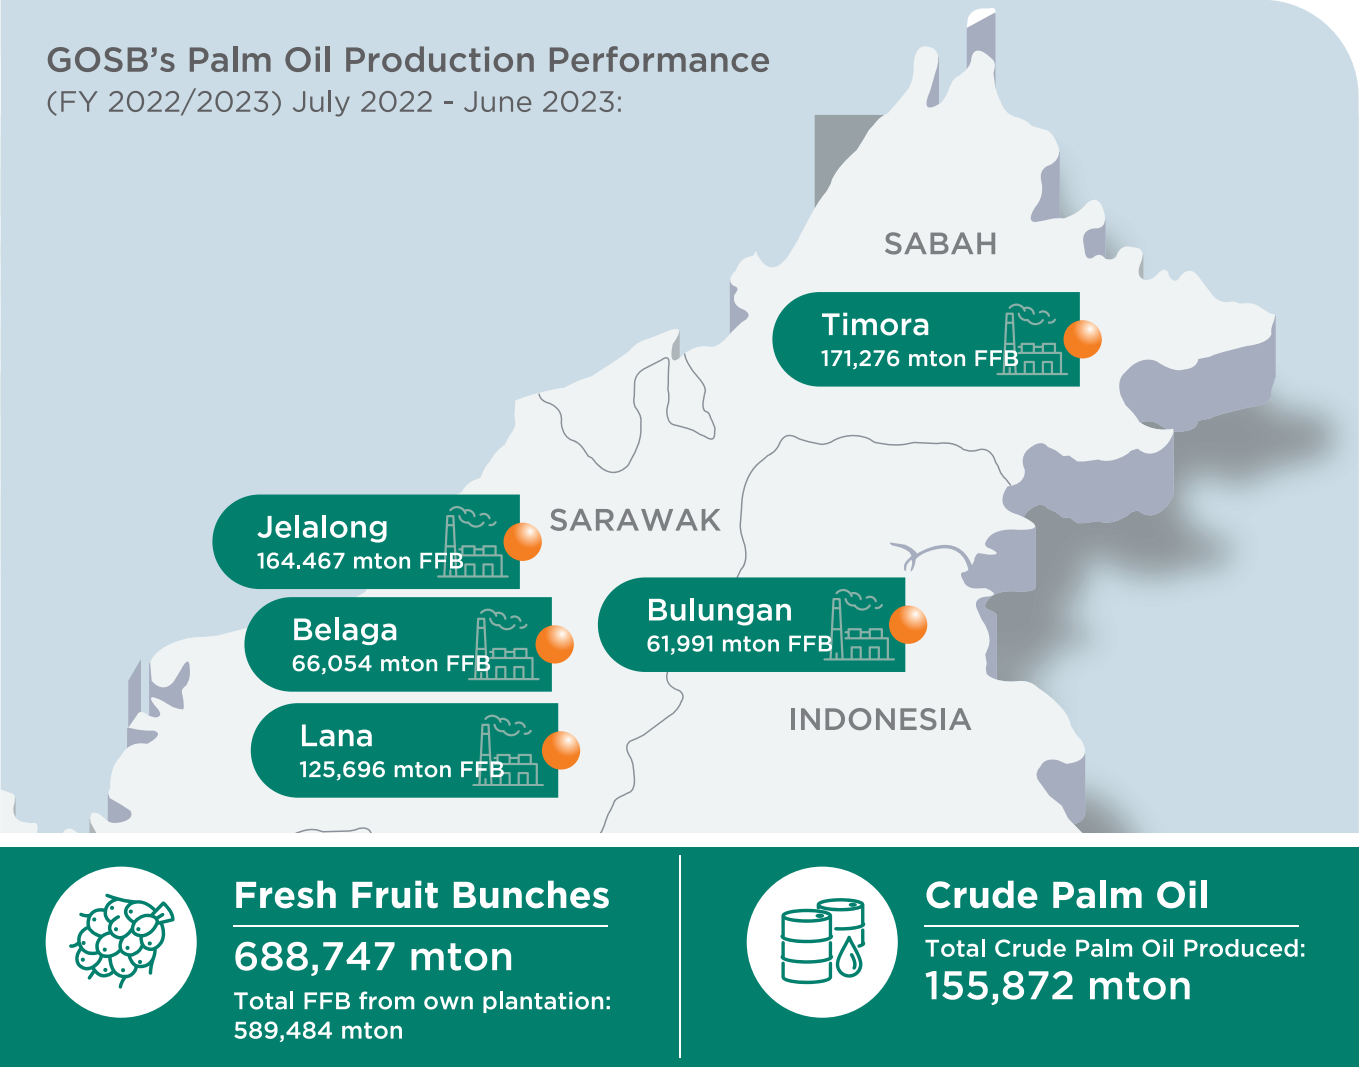 GOSB’s Palm Oil Production Performance
(FY 2022/2023) July 2022 - June 2023:
SABAH
Timora
171,276 mton FFB
SARAWAK
Jelalong
164.467 mton FFB
Belaga
66,054 mton FFB
Bulungan
61,991 mton FFB
Lana
125,696 mton FFB
INDONESIA
Fresh Fruit Bunches
688,747 mton
Total FFB from own plantation:
589,484 mton
Crude Palm Oil
Total Crude Palm Oil Produced:
155,872 mton